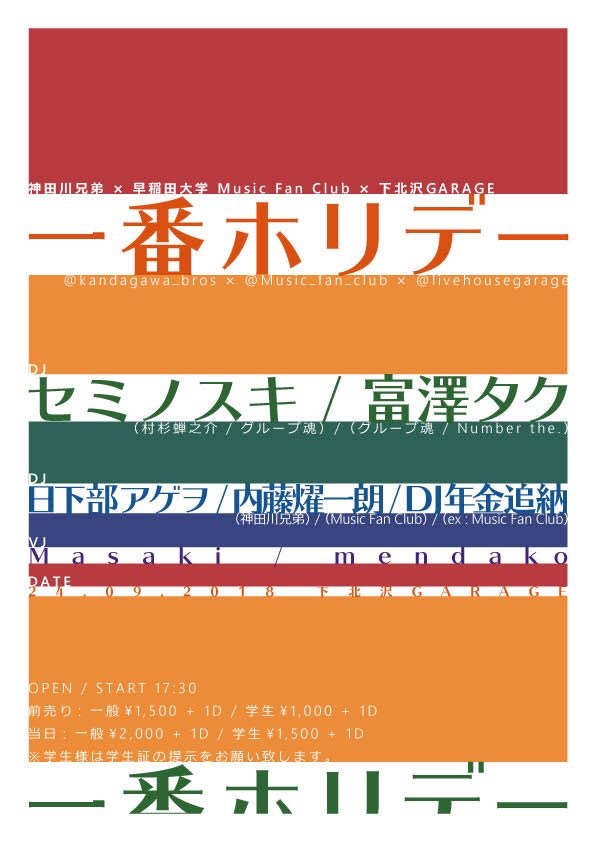 神田川兄弟 × 早稲田大学 Music Fan Club × 下北沢GARAGE
一番ホリデー
@kandagawa_bros × @Music_fan_club × @livehousegarage
DJ
セミノスキ / 富澤タク
（村杉蝉之介 / グループ魂）/（グループ魂 / Number the.）
DJ
日下部アゲヲ/内藤燿一朗/DJ年金追納
（神田川兄弟）/（Music Fan Club）/（ex : Music Fan Club）
VJ
Masaki / mendako
DATE
24.09.2018 下北沢GARAGE
OPEN / START 17:30
前売り : 一般 ¥1,500 + 1D / 学生 ¥1,000 + 1D
当日 : 一般 ¥2,000 + 1D / 学生 ¥1,500 + 1D
※学生様は学生証の提示をお願い致します。
一番ホリデー